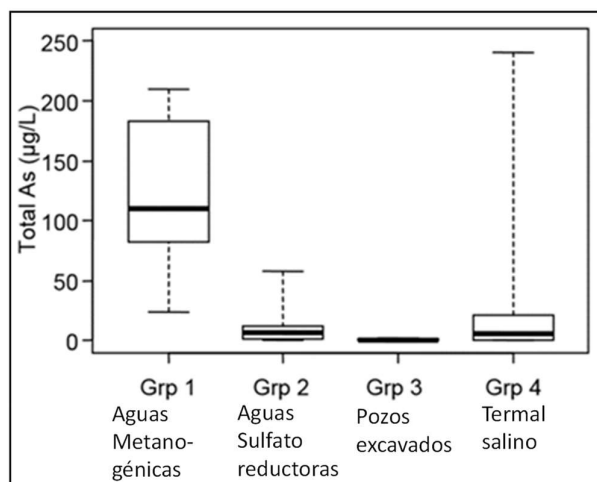 250
200
150
100
50
0
Total As (µg/L)
Grp 1 Grp 2 Grp 3 Grp 4
Aguas
Metano-
génicas
Aguas
Sulfato
reductoras
Pozos
excavados
Termal
salino